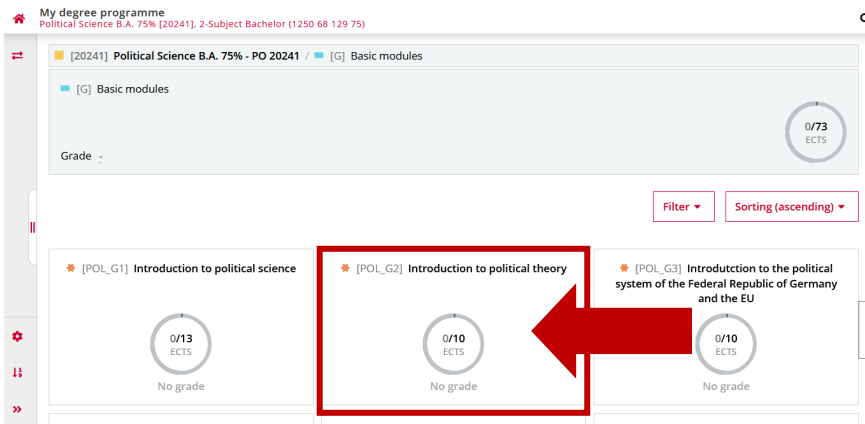 My degree programme
Political Science B.A. 75% [20241], 2-Subject Bachelor (1250 68 129 75)
[20241] Political Science B.A. 75% - PO 20241 / [G] Basic modules
[G] Basic modules
0/73
ECTS
Grade -
Filter
Sorting (ascending)
[POL_G1] Introduction to political science
0/13
ECTS
No grade
[POL_G2] Introduction to political theory
0/10
ECTS
No grade
[POL_G3] Introdutction to the political
system of the Federal Republic of Germany
and the EU
0/10
ECTS
No grade